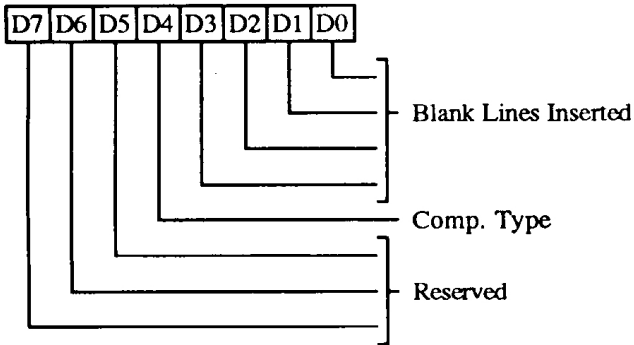 D7 D6 D5 D4 D3 D2 D1 D0
Blank Lines Inserted
Comp. Type
Reserved